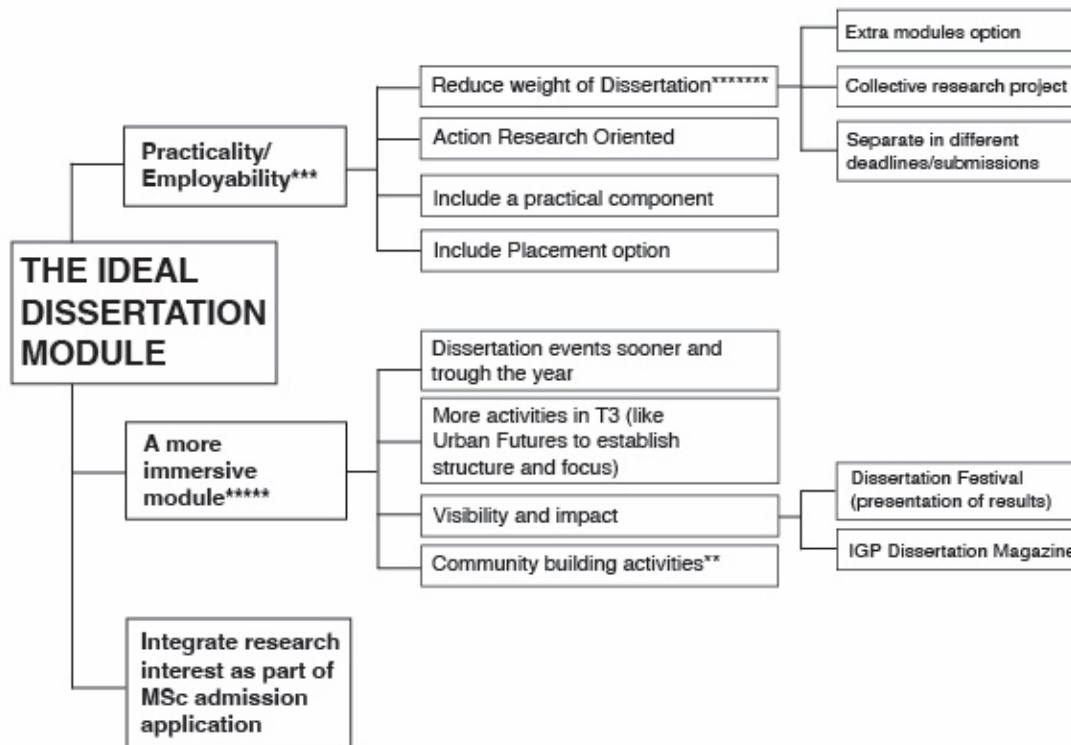 THE IDEAL
DISSERTATION
MODULE
Practicality/
Employability***
Reduce weight of Dissertation*******
Extra modules option
Collective research project
Separate in different
deadlines/submissions
Action Research Oriented
Include a practical component
Include Placement option
A more
immersive
module*****
Dissertation events sooner and
trough the year
More activities in T3 (like
Urban Futures to establish
structure and focus)
Visibility and impact
Dissertation Festival
(presentation of results)
IGP Dissertation Magazine
Community building activities**
Integrate research
interest as part of
MSc admission
application